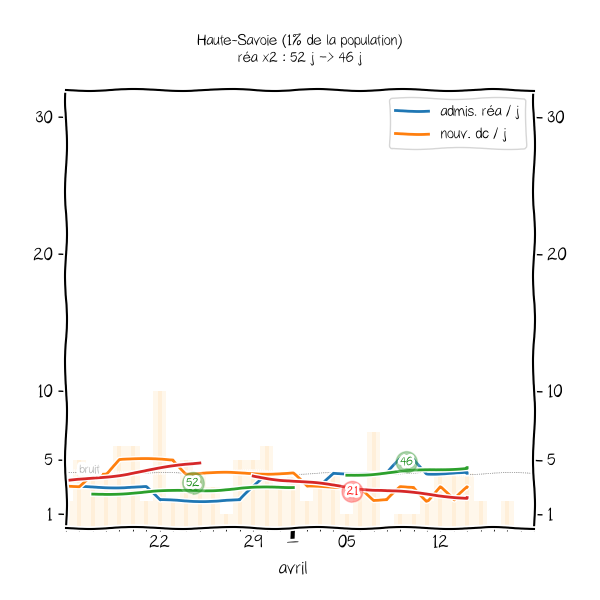 Haute-Savoie (1% de la population)
réa x2 : 52 j -> 46 j
admis. réa / j
nouv. dc / j
30
30
20
20
10
10
5
5
bruit
46
52
21
1
1
22
29
05
12
avril